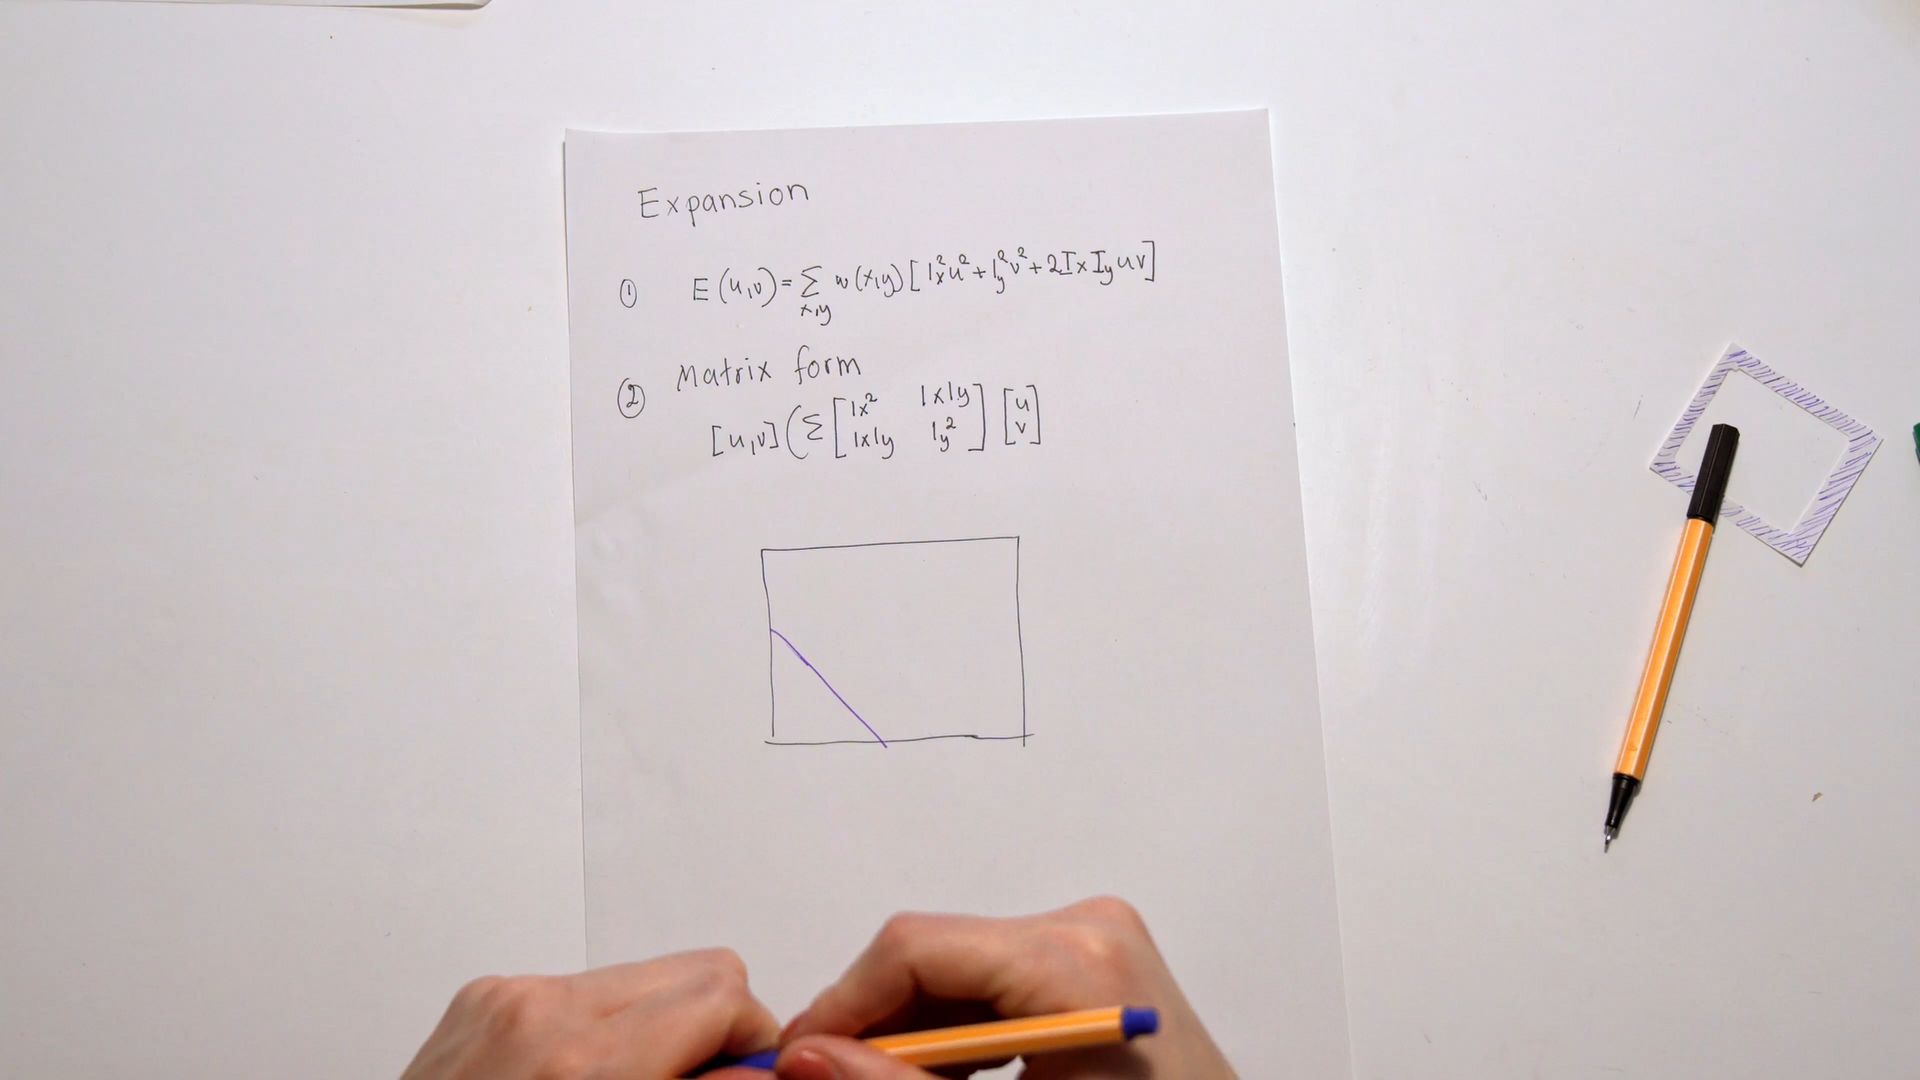 Expansion
① E(u,v) = Σ w(x,y) [Ix²u² + Iy²v² + 2IxIyuv]
x,y
② Matrix form
[u,v] (Σ [Ix² IxIy] [u]
[IxIy Iy²] [v]